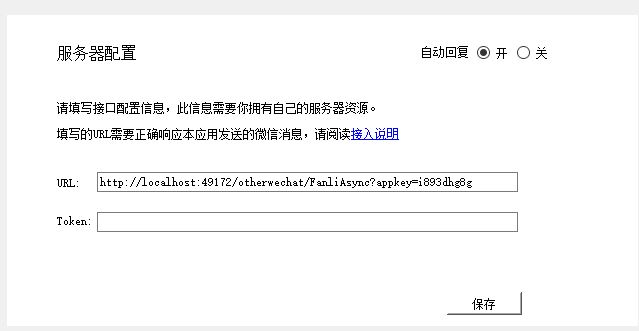 服务器配置
自动回复 开 关
请填写接口配置信息，此信息需要你拥有自己的服务器资源。
填写的URL需要正确响应本应用发送的微信消息，请阅读接入说明
URL: http://localhost:49172/otherwechat/FanliAsync?appkey=i893dhg8g
Token:
保存